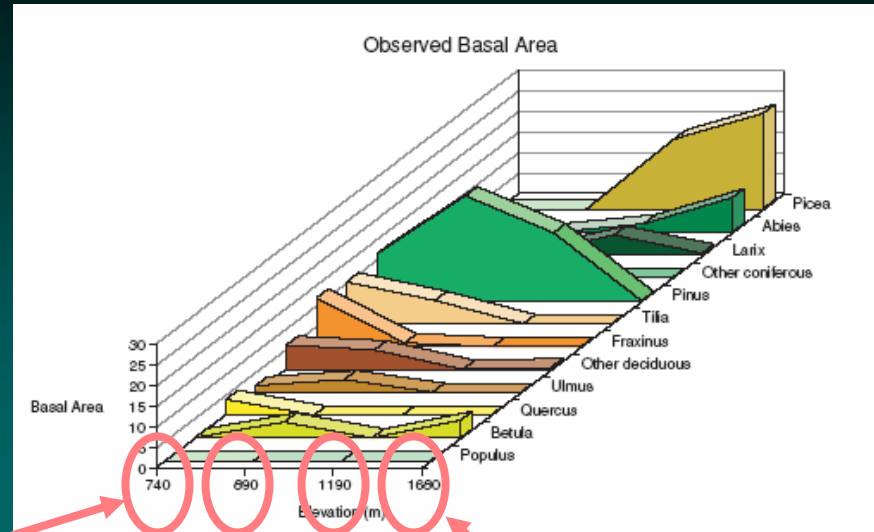 Observed Basal Area
Picea
Abies
Larix
Other coniferous
Pinus
Tilia
Fraxinus
Other deciduous
Ulmus
Quercus
Betula
Populus
30
25
20
15
10
5
0
Basal Area
740 890 1190 1680
Elevation (m)